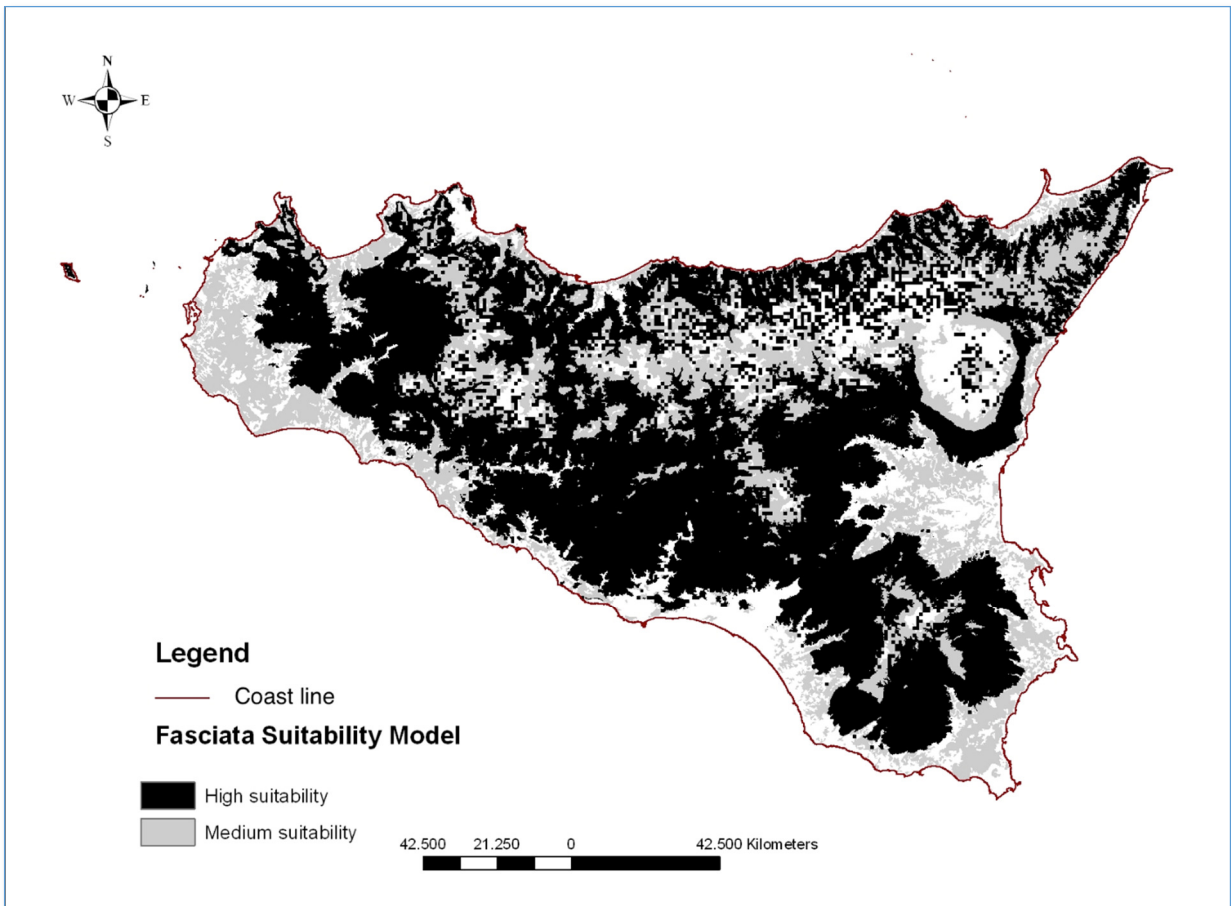 N
W E
S
Legend
Coast line
Fasciata Suitability Model
High suitability
Medium suitability
42.500 21.250 0 42.500 Kilometers